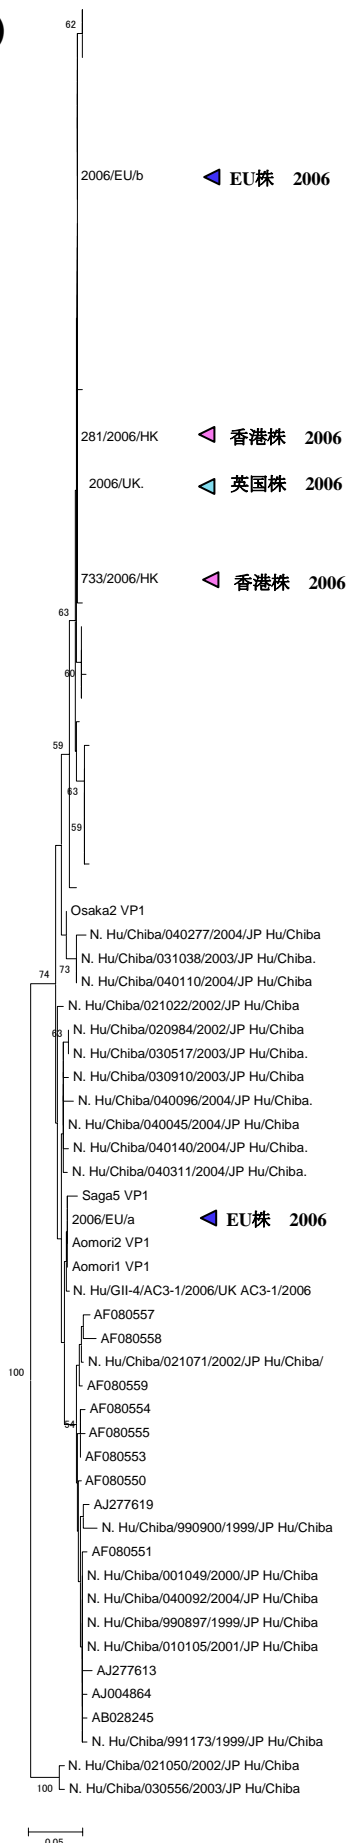 )
62
2006/EU/b EU株 2006
281/2006/HK 香港株 2006
2006/UK. 英国株 2006
733/2006/HK 香港株 2006
63
60
59
63
59
Osaka2 VP1
N. Hu/Chiba/040277/2004/JP Hu/Chiba
N. Hu/Chiba/031038/2003/JP Hu/Chiba.
74 73 N. Hu/Chiba/040110/2004/JP Hu/Chiba
N. Hu/Chiba/021022/2002/JP Hu/Chiba
63 N. Hu/Chiba/020984/2002/JP Hu/Chiba
N. Hu/Chiba/030517/2003/JP Hu/Chiba.
N. Hu/Chiba/030910/2003/JP Hu/Chiba
N. Hu/Chiba/040096/2004/JP Hu/Chiba.
N. Hu/Chiba/040045/2004/JP Hu/Chiba
N. Hu/Chiba/040140/2004/JP Hu/Chiba.
N. Hu/Chiba/040311/2004/JP Hu/Chiba.
Saga5 VP1
2006/EU/a EU株 2006
Aomori2 VP1
Aomori1 VP1
N. Hu/GII-4/AC3-1/2006/UK AC3-1/2006
AF080557
AF080558
N. Hu/Chiba/021071/2002/JP Hu/Chiba/
100
AF080559
AF080554
54
AF080555
AF080553
AF080550
AJ277619
N. Hu/Chiba/990900/1999/JP Hu/Chiba
AF080551
N. Hu/Chiba/001049/2000/JP Hu/Chiba
N. Hu/Chiba/040092/2004/JP Hu/Chiba
N. Hu/Chiba/990897/1999/JP Hu/Chiba
N. Hu/Chiba/010105/2001/JP Hu/Chiba
AJ277613
AJ004864
AB028245
N. Hu/Chiba/991173/1999/JP Hu/Chiba
N. Hu/Chiba/021050/2002/JP Hu/Chiba
100 N. Hu/Chiba/030556/2003/JP Hu/Chiba
0.05